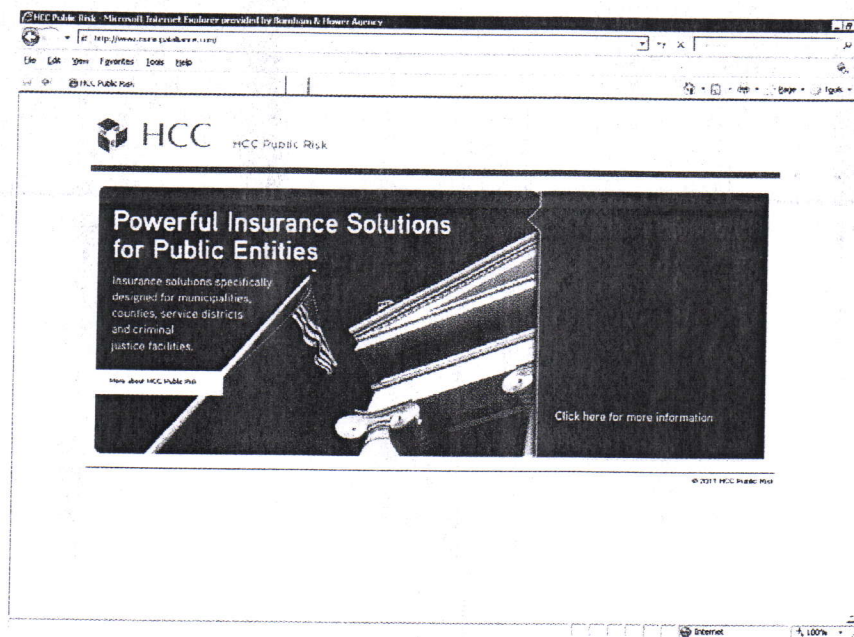 HCC Public Risk - Microsoft Internet Explorer provided by Burnham & Flower Agency
File Edit View Favorites Tools Help
HCC Public Risk
Page Tools
HCC HCC Public Risk
Powerful Insurance Solutions
for Public Entities
Insurance solutions specifically
designed for municipalities,
counties, service districts
and criminal
justice facilities.
More about HCC Public Risk
Click here for more information
© 2011 HCC Public Risk
Internet 100%